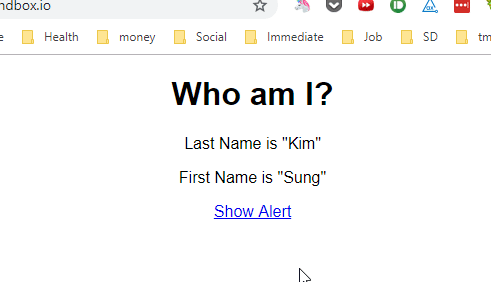 ndbox.io
Health money Social Immediate Job SD
Who am I?
Last Name is "Kim"
First Name is "Sung"
Show Alert